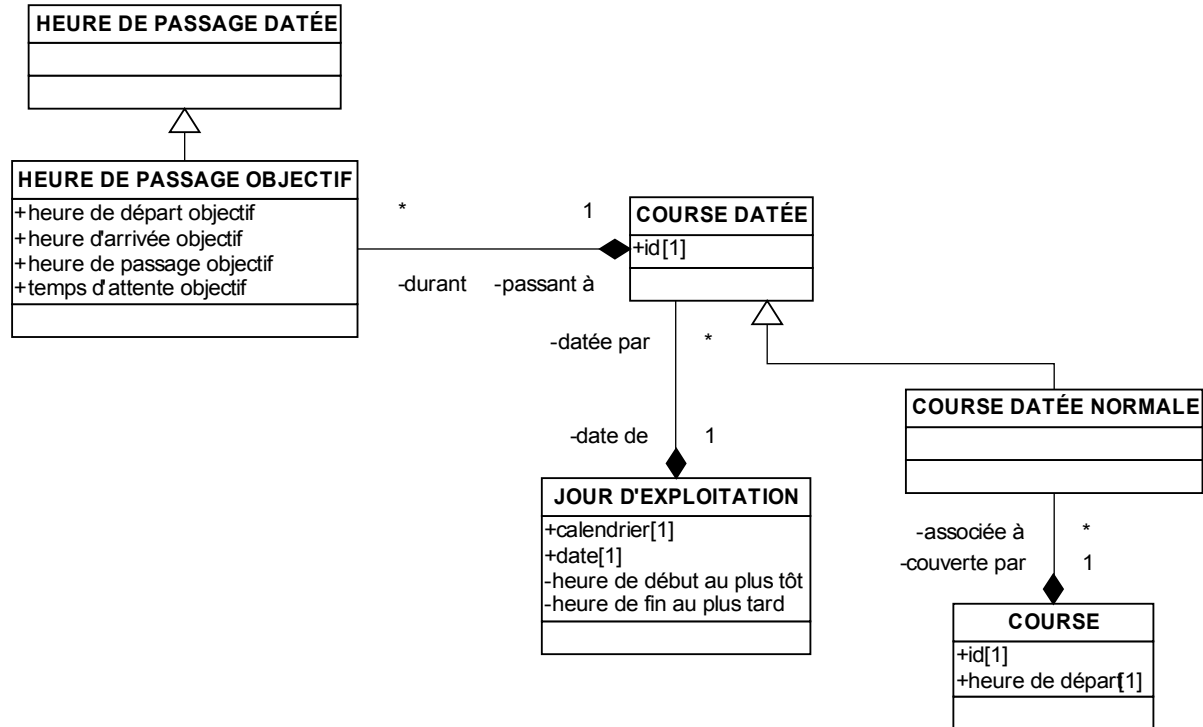 HEURE DE PASSAGE DATÉE
HEURE DE PASSAGE OBJECTIF
+heure de départ objectif
+heure d'arrivée objectif
+heure de passage objectif
+temps d'attente objectif
* 1
-durant -passant à
COURSE DATÉE
+id[1]
-datée par *
-date de 1
COURSE DATÉE NORMALE
JOUR D'EXPLOITATION
+calendrier[1]
+date[1]
-heure de début au plus tôt
-heure de fin au plus tard
-associée à *
-couverte par 1
COURSE
+id[1]
+heure de départ[1]